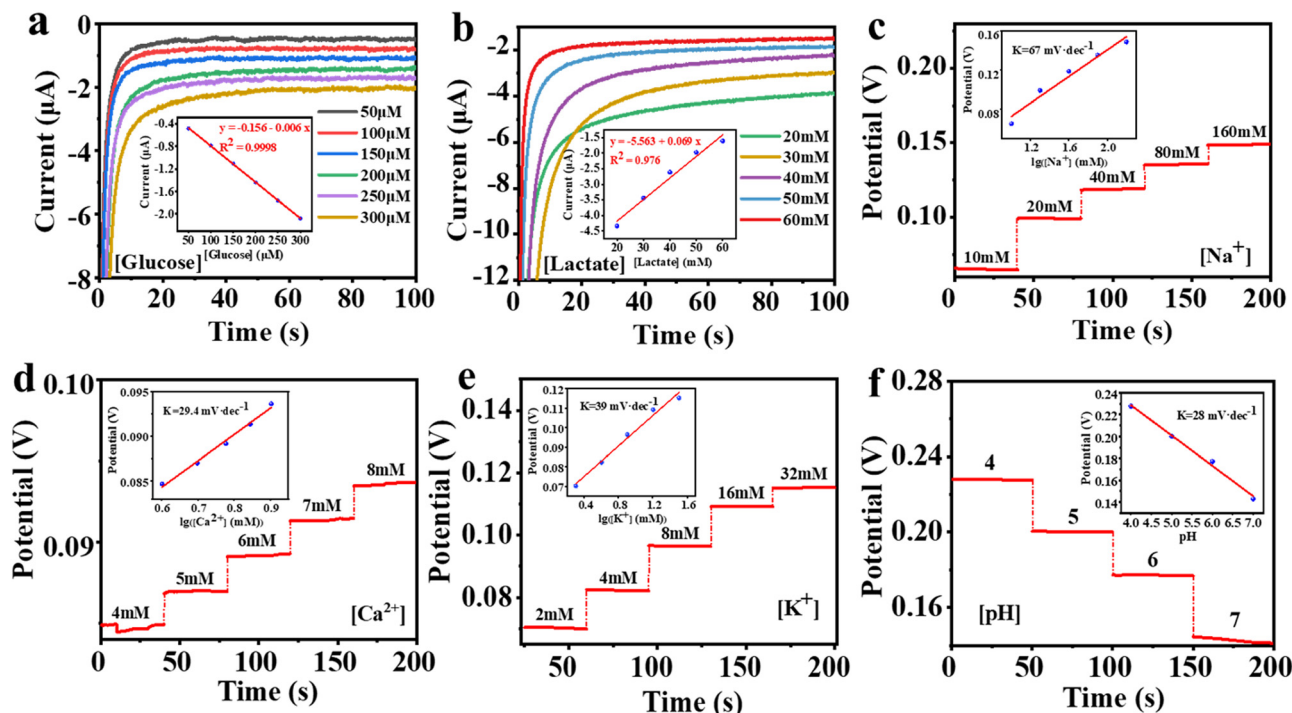 a
Current (μA)
0
-2
-4
-6
-8
0 20 40 60 80 100
Time (s)
50μM
100μM
150μM
200μM
250μM
300μM
[Glucose]
y = -0.156 - 0.006 x
R² = 0.9998
Current (μA)
-0.4
-0.8
-1.2
-1.6
-2.0
50 100 150 200 250 300
[Glucose] (μM)
b
Current (μA)
-2
-4
-6
-8
-10
-12
0 20 40 60 80 100
Time (s)
20mM
30mM
40mM
50mM
60mM
[Lactate]
y = -5.563 + 0.069 x
R² = 0.976
Current (μA)
-1.5
-2.0
-2.5
-3.0
-3.5
-4.0
-4.5
20 30 40 50 60
[Lactate] (mM)
c
Potential (V)
0.20
0.15
0.10
0 50 100 150 200
Time (s)
10mM
20mM
40mM
80mM
160mM
[Na⁺]
K=67 mV·dec⁻¹
Potential (V)
0.16
0.12
0.08
1.3 1.6 2.0
lg([Na⁺] (mM))
d
Potential (V)
0.10
0.09
0 50 100 150 200
Time (s)
4mM
5mM
6mM
7mM
8mM
[Ca²⁺]
K=29.4 mV·dec⁻¹
Potential (V)
0.095
0.090
0.085
0.6 0.7 0.8 0.9
lg([Ca²⁺] (mM))
e
Potential (V)
0.14
0.12
0.10
0.08
50 100 150 200
Time (s)
2mM
4mM
8mM
16mM
32mM
[K⁺]
K=39 mV·dec⁻¹
Potential (V)
0.12
0.11
0.10
0.09
0.08
0.07
0.4 0.8 1.2 1.6
lg([K⁺] (mM))
f
Potential (V)
0.28
0.24
0.20
0.16
0 50 100 150 200
Time (s)
4
5
6
7
[pH]
K=28 mV·dec⁻¹
Potential (V)
0.24
0.22
0.20
0.18
0.16
0.14
4.0 4.5 5.0 5.5 6.0 6.5 7.0
pH